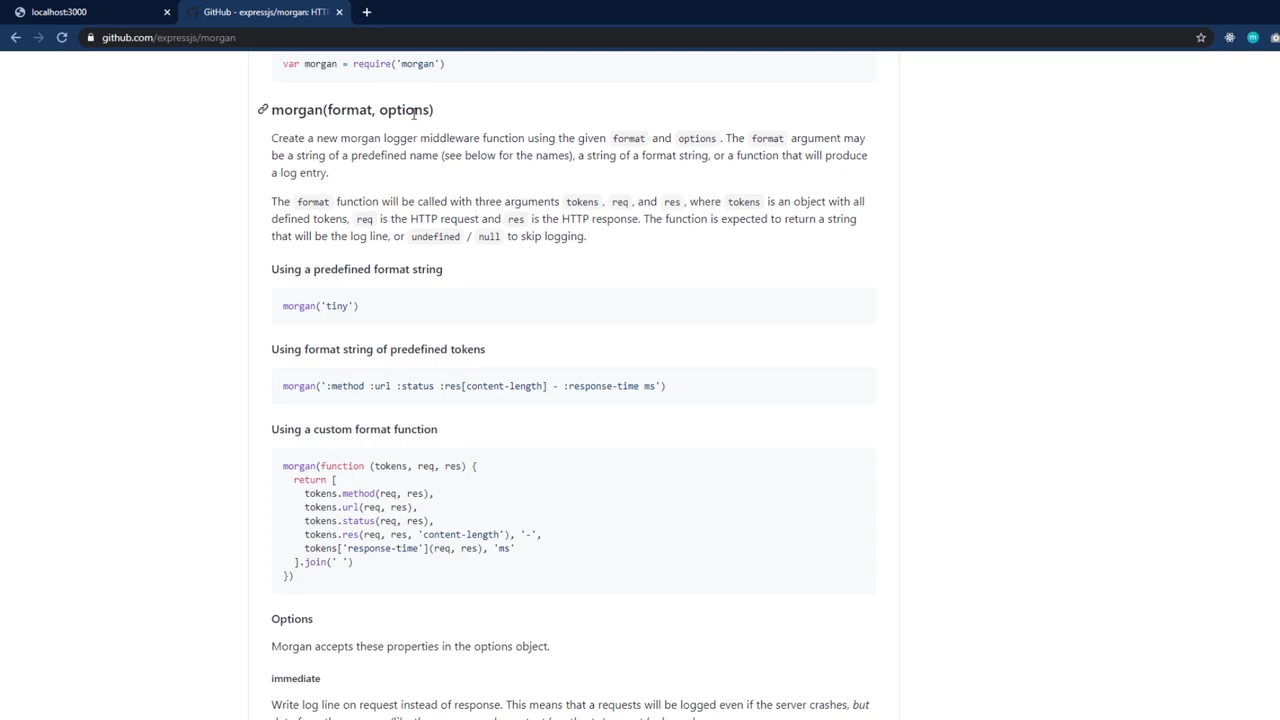 localhost:3000
GitHub - expressjs/morgan: HTT
github.com/expressjs/morgan
var morgan = require('morgan')
morgan(format, options)
Create a new morgan logger middleware function using the given format and options. The format argument may
be a string of a predefined name (see below for the names), a string of a format string, or a function that will produce
a log entry.
The format function will be called with three arguments tokens, req, and res, where tokens is an object with all
defined tokens, req is the HTTP request and res is the HTTP response. The function is expected to return a string
that will be the log line, or undefined / null to skip logging.
Using a predefined format string
morgan('tiny')
Using format string of predefined tokens
morgan(':method :url :status :res[content-length] - :response-time ms')
Using a custom format function
morgan(function (tokens, req, res) {
return [
tokens.method(req, res),
tokens.url(req, res),
tokens.status(req, res),
tokens.res(req, res, 'content-length'), '-',
tokens['response-time'](req, res), 'ms'
].join(' ')
})
Options
Morgan accepts these properties in the options object.
immediate
Write log line on request instead of response. This means that a requests will be logged even if the server crashes, but